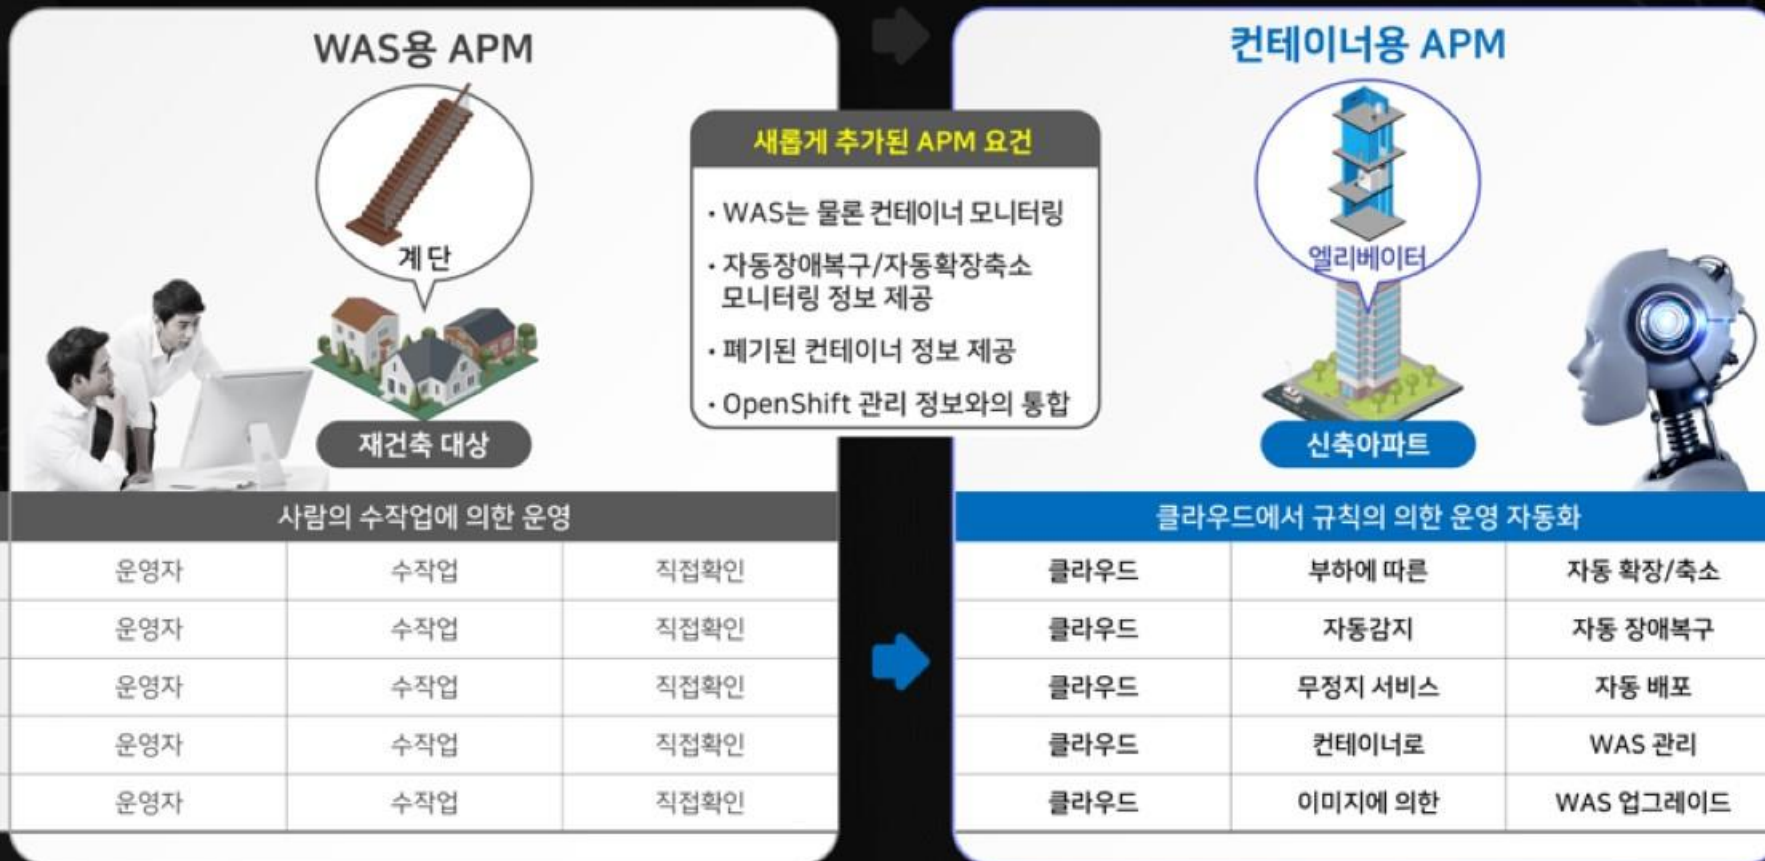 WAS용 APM
계단
재건축 대상
새롭게 추가된 APM 요건
· WAS는 물론 컨테이너 모니터링
· 자동장애복구/자동확장축소
모니터링 정보 제공
· 폐기된 컨테이너 정보 제공
· OpenShift 관리 정보와의 통합
컨테이너용 APM
엘리베이터
신축아파트
사람의 수작업에 의한 운영
운영자 수작업 직접확인
운영자 수작업 직접확인
운영자 수작업 직접확인
운영자 수작업 직접확인
운영자 수작업 직접확인
클라우드에서 규칙의 의한 운영 자동화
클라우드 부하에 따른 자동 확장/축소
클라우드 자동감지 자동 장애복구
클라우드 무정지 서비스 자동 배포
클라우드 컨테이너로 WAS 관리
클라우드 이미지에 의한 WAS 업그레이드